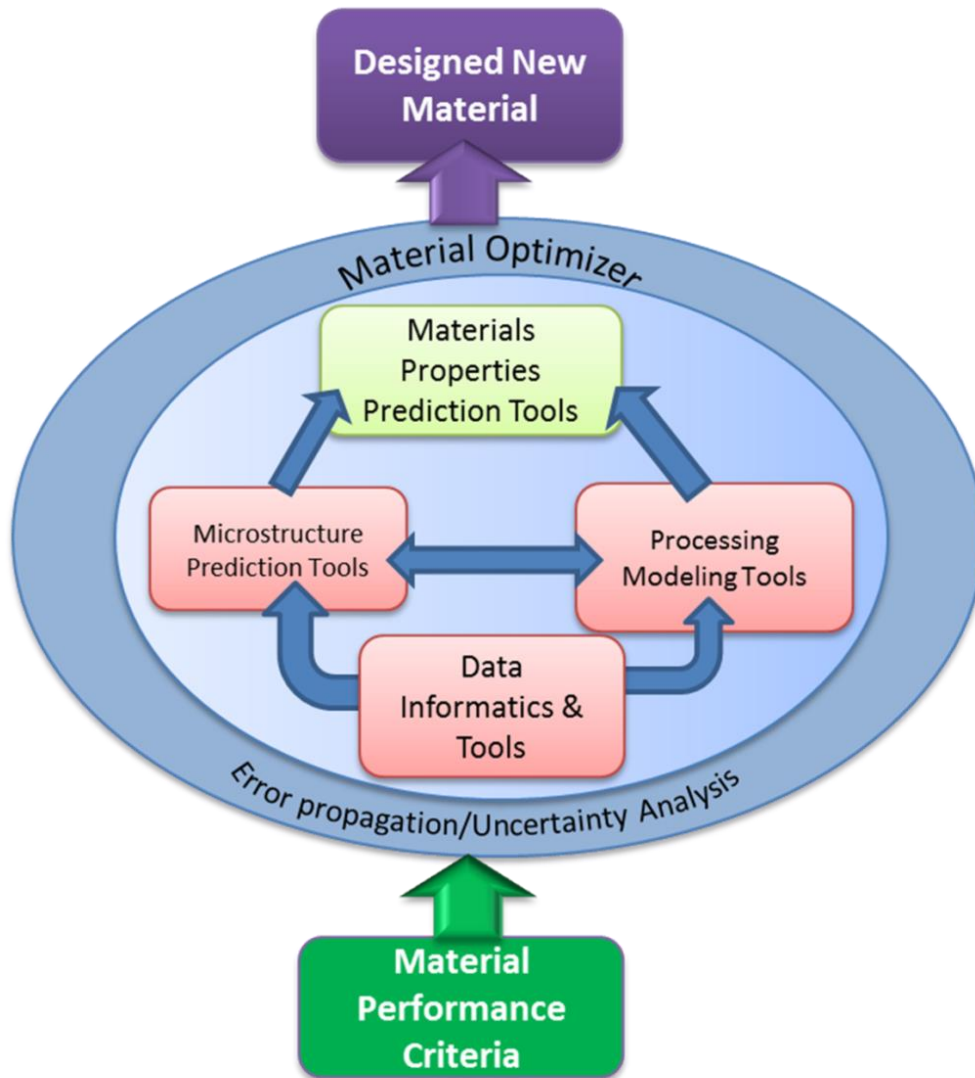 Designed New
Material
Material Optimizer
Materials
Properties
Prediction Tools
Microstructure
Prediction Tools
Processing
Modeling Tools
Data
Informatics &
Tools
Error propagation/Uncertainty Analysis
Material
Performance
Criteria